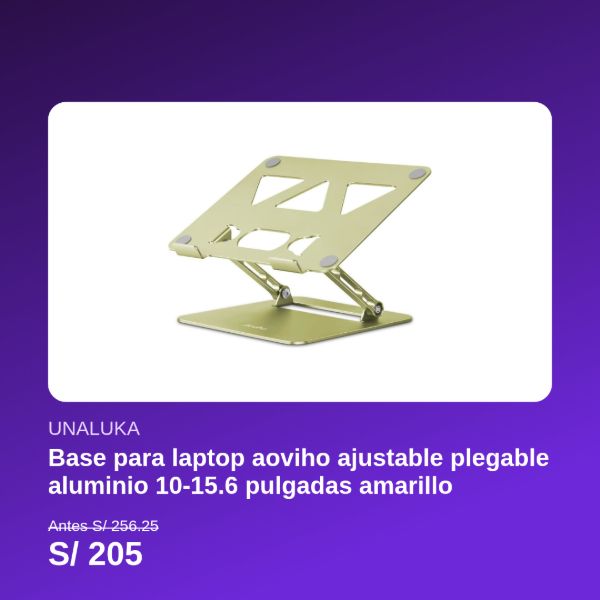 UNALUKA
Base para laptop aoviho ajustable plegable
aluminio 10-15.6 pulgadas amarillo
Antes S/ 256.25
S/ 205